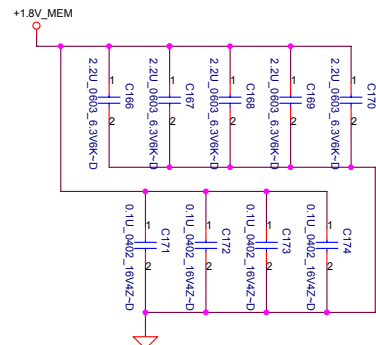 +1.8V_MEM
2.2U_0603_6.3V6K~D
1
2
C166
2.2U_0603_6.3V6K~D
1
2
C167
2.2U_0603_6.3V6K~D
1
2
C168
2.2U_0603_6.3V6K~D
1
2
C169
2.2U_0603_6.3V6K~D
1
2
C170
0.1U_0402_16V4Z~D
1
2
C171
0.1U_0402_16V4Z~D
1
2
C172
0.1U_0402_16V4Z~D
1
2
C173
0.1U_0402_16V4Z~D
1
2
C174